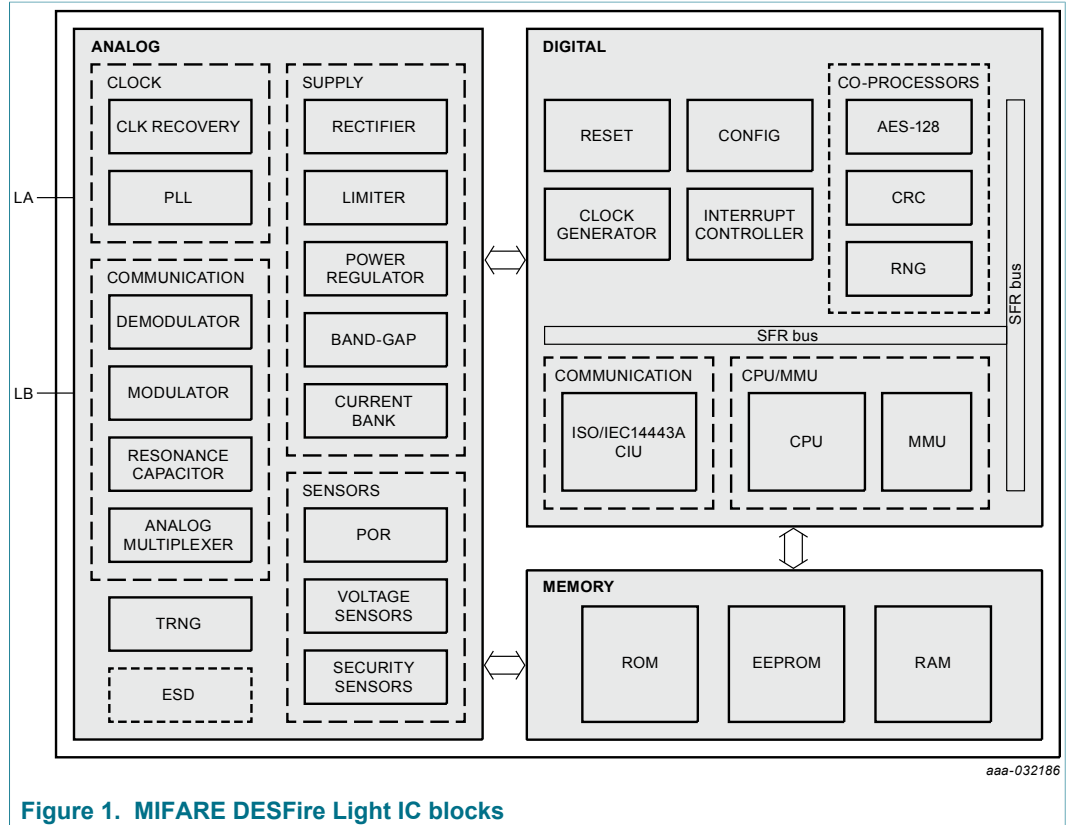 ANALOG
CLOCK
CLK RECOVERY
PLL
LA
COMMUNICATION
DEMODULATOR
MODULATOR
LB
RESONANCE
CAPACITOR
ANALOG
MULTIPLEXER
TRNG
ESD
SUPPLY
RECTIFIER
LIMITER
POWER
REGULATOR
BAND-GAP
CURRENT
BANK
SENSORS
POR
VOLTAGE
SENSORS
SECURITY
SENSORS
DIGITAL
RESET
CONFIG
CLOCK
GENERATOR
INTERRUPT
CONTROLLER
CO-PROCESSORS
AES-128
CRC
RNG
SFR bus
SFR bus
COMMUNICATION
ISO/IEC14443A
CIU
CPU/MMU
CPU
MMU
MEMORY
ROM
EEPROM
RAM
aaa-032186
Figure 1. MIFARE DESFire Light IC blocks